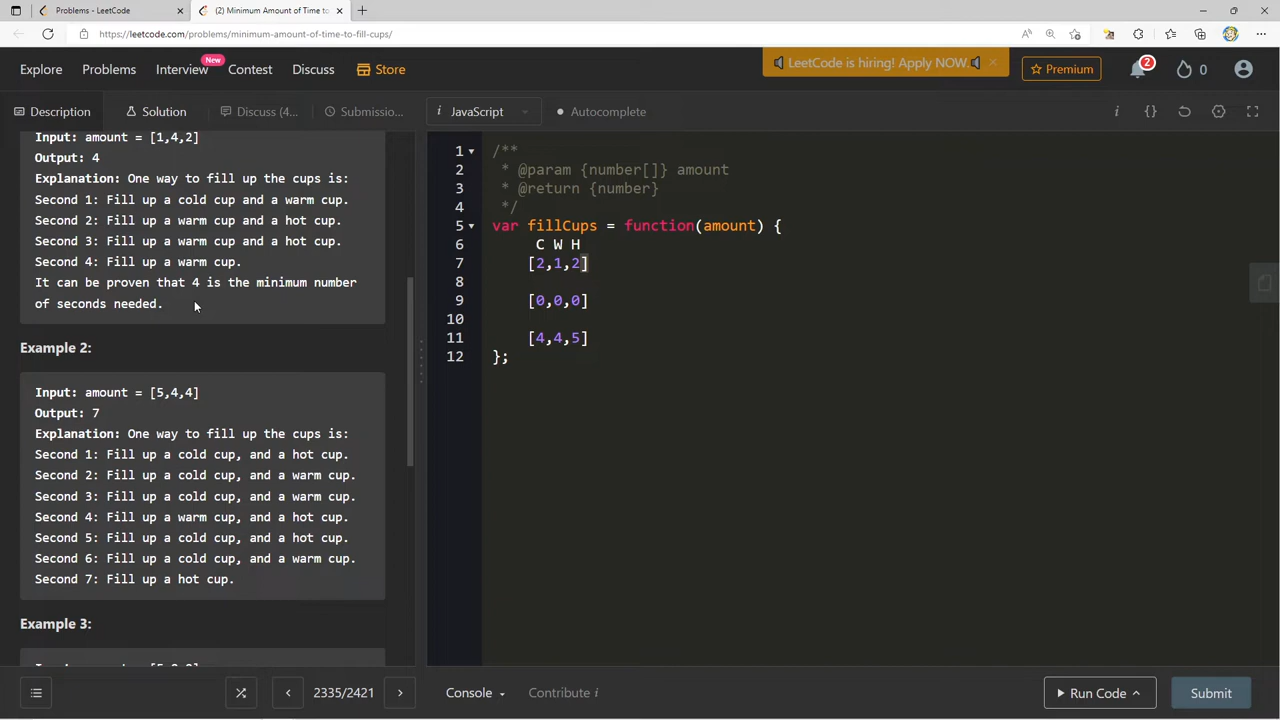 Problems - LeetCode
(2) Minimum Amount of Time to
https://leetcode.com/problems/minimum-amount-of-time-to-fill-cups/
Explore
Problems
Interview
New
Contest
Discuss
Store
LeetCode is hiring! Apply NOW.
Premium
2
0
Description
Solution
Discuss (4...
Submissio...
i JavaScript
Autocomplete
Input: amount = [1,4,2]
Output: 4
Explanation: One way to fill up the cups is:
Second 1: Fill up a cold cup and a warm cup.
Second 2: Fill up a warm cup and a hot cup.
Second 3: Fill up a warm cup and a hot cup.
Second 4: Fill up a warm cup.
It can be proven that 4 is the minimum number
of seconds needed.
Example 2:
Input: amount = [5,4,4]
Output: 7
Explanation: One way to fill up the cups is:
Second 1: Fill up a cold cup, and a hot cup.
Second 2: Fill up a cold cup, and a warm cup.
Second 3: Fill up a cold cup, and a warm cup.
Second 4: Fill up a warm cup, and a hot cup.
Second 5: Fill up a cold cup, and a hot cup.
Second 6: Fill up a cold cup, and a warm cup.
Second 7: Fill up a hot cup.
Example 3:
1 /**
2 * @param {number[]} amount
3 * @return {number}
4 */
5 var fillCups = function(amount) {
6 C W H
7 [2,1,2]
8
9 [0,0,0]
10
11 [4,4,5]
12 };
2335/2421
Console
Contribute i
Run Code
Submit